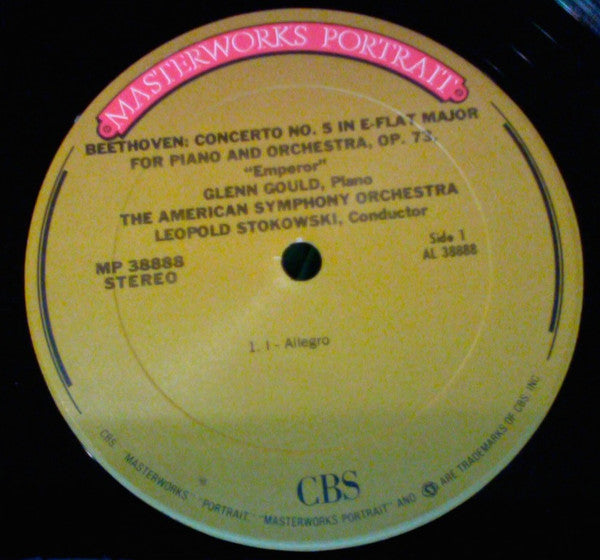 MASTERWORKS PORTRAIT
BEETHOVEN: CONCERTO NO. 5 IN E-FLAT MAJOR
FOR PIANO AND ORCHESTRA, OP. 73,
"Emperor"
GLENN GOULD, Piano
THE AMERICAN SYMPHONY ORCHESTRA
LEOPOLD STOKOWSKI, Conductor
MP 38888
STEREO
Side 1
AL 38888
1. I - Allegro
CBS
CBS, "MASTERWORKS" "PORTRAIT," "MASTERWORKS PORTRAIT" AND ARE TRADEMARKS OF CBS, INC